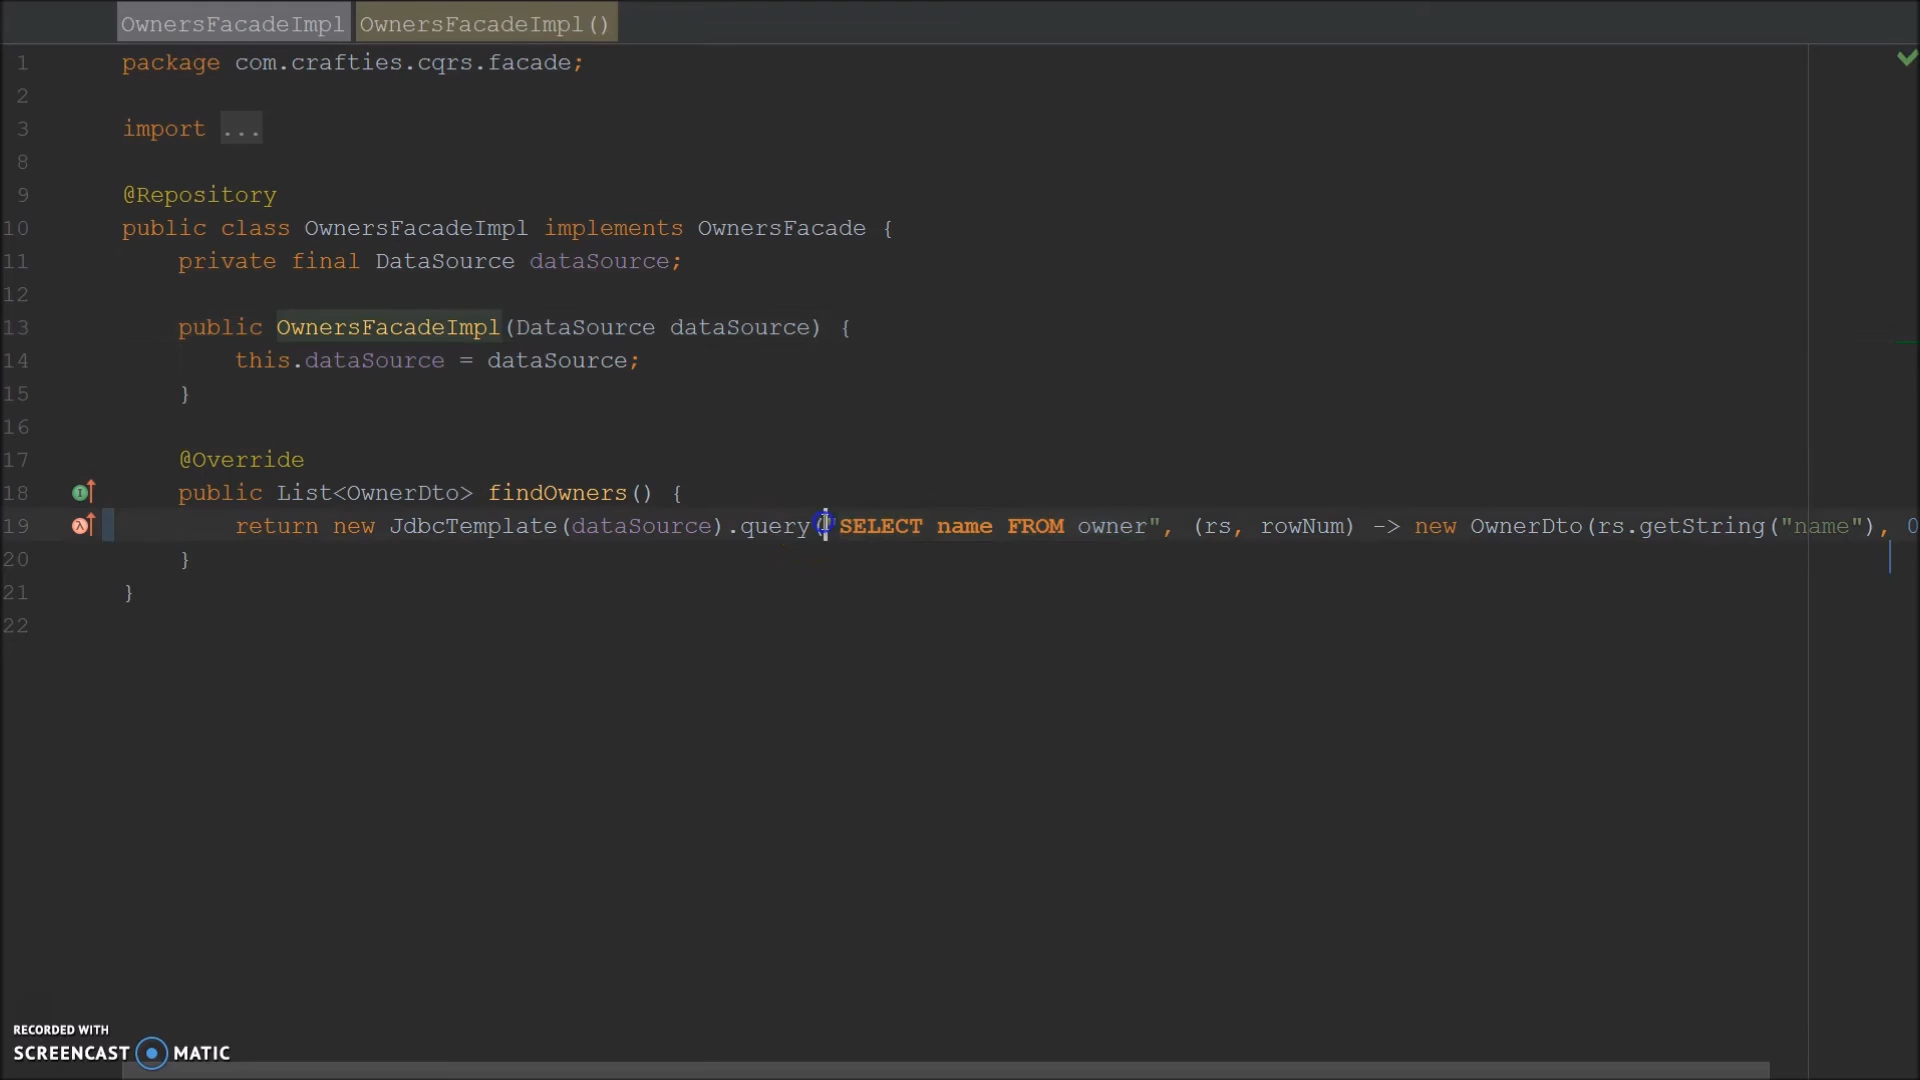 OwnersFacadeImpl OwnersFacadeImpl()
1 package com.crafties.cqrs.facade;
2
3 import ...
8
9 @Repository
10 public class OwnersFacadeImpl implements OwnersFacade {
11 private final DataSource dataSource;
12
13 public OwnersFacadeImpl(DataSource dataSource) {
14 this.dataSource = dataSource;
15 }
16
17 @Override
18 public List<OwnerDto> findOwners() {
19 return new JdbcTemplate(dataSource).query("SELECT name FROM owner", (rs, rowNum) -> new OwnerDto(rs.getString("name"), 0
20 }
21 }
22
RECORDED WITH
SCREENCAST MATIC